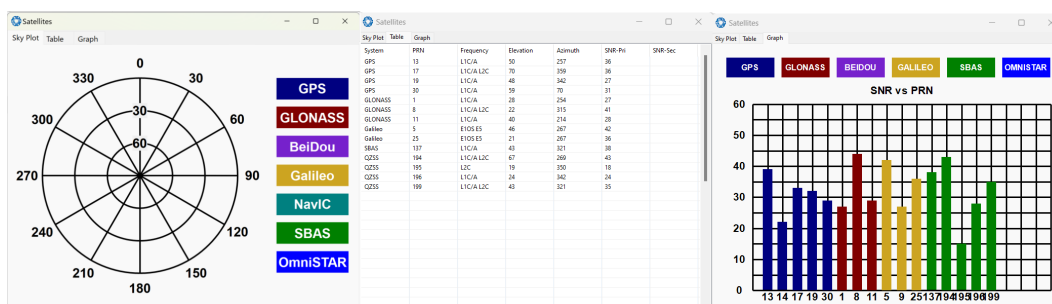 Satellites
Sky Plot Table Graph
0
330 30
300 30 60
60
270 90
240 120
210 150
180
GPS
GLONASS
BeiDou
Galileo
NavIC
SBAS
OmniSTAR
Satellites
Sky Plot Table Graph
System PRN Frequency Elevation Azimuth SNR-Pri SNR-Sec
GPS 13 L1C/A 50 257 36
GPS 17 L1C/A L2C 70 359 36
GPS 19 L1C/A 48 342 27
GPS 30 L1C/A 59 70 31
GLONASS 1 L1C/A 28 254 27
GLONASS 8 L1C/A L2C 22 315 41
GLONASS 11 L1C/A 40 214 28
Galileo 5 E1OS E5 46 267 42
Galileo 25 E1OS E5 21 267 36
SBAS 137 L1C/A 43 321 38
QZSS 194 L1C/A L2C 67 269 43
QZSS 195 L2C 19 350 18
QZSS 196 L1C/A 24 342 24
QZSS 199 L1C/A L2C 43 321 35
Satellites
Sky Plot Table Graph
GPS GLONASS BEIDOU GALILEO SBAS OMNISTAR
SNR vs PRN
60
50
40
30
20
10
0
13 14 17 19 30 1 8 11 5 9 25 137 194 195 196 199